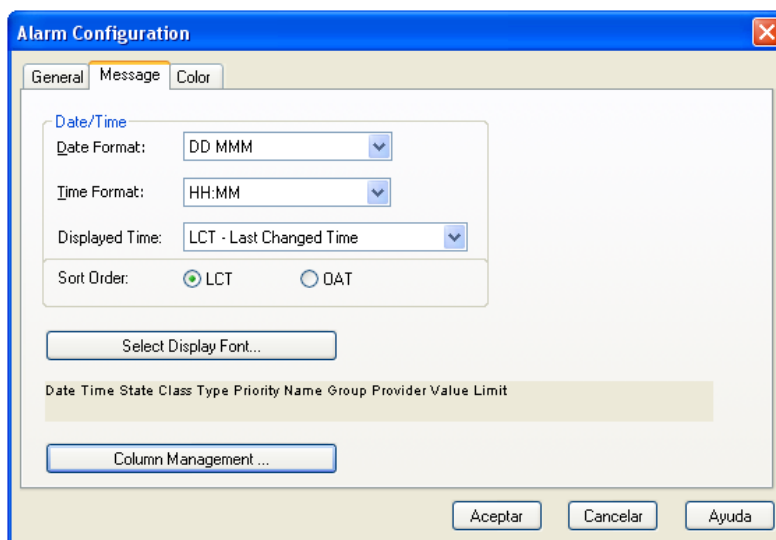 Alarm Configuration
General Message Color
Date/Time
Date Format: DD MMM
Time Format: HH:MM
Displayed Time: LCT - Last Changed Time
Sort Order: LCT OAT
Select Display Font...
Date Time State Class Type Priority Name Group Provider Value Limit
Column Management ...
Aceptar Cancelar Ayuda